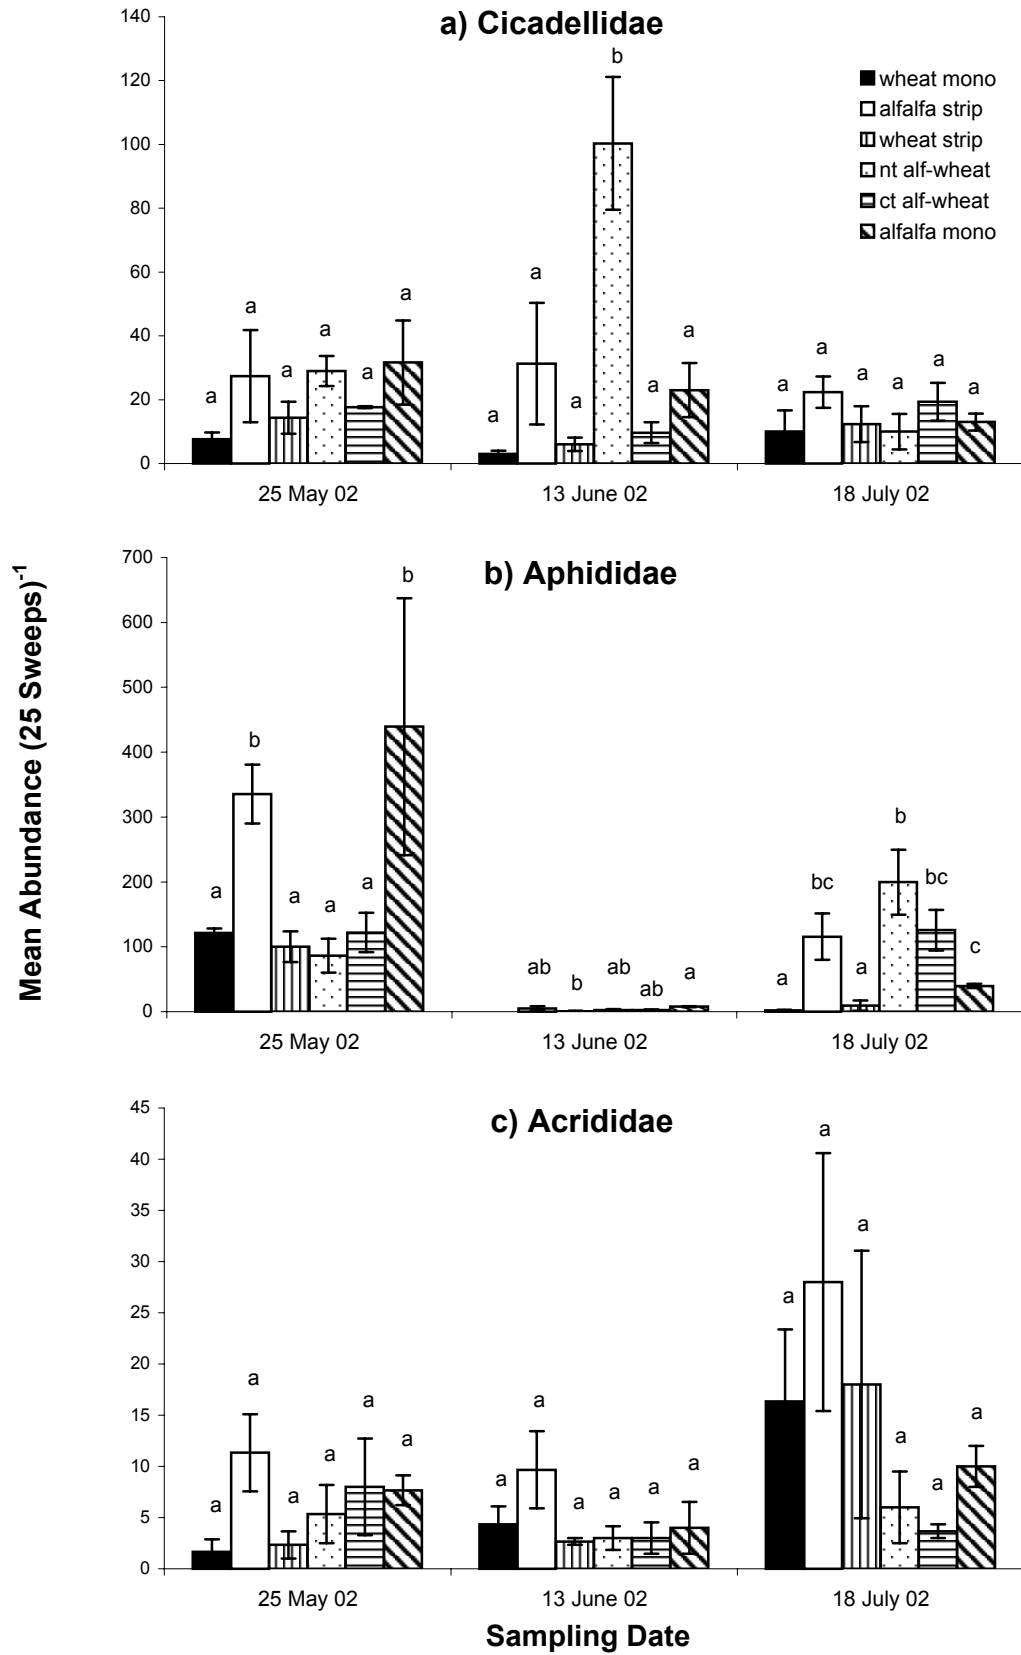 a) Cicadellidae
140
120
100
80
60
40
20
0
wheat mono
alfalfa strip
wheat strip
nt alf-wheat
ct alf-wheat
alfalfa mono
a a a a a a
a a a b a a
a a a a a a
25 May 02 13 June 02 18 July 02
Mean Abundance (25 Sweeps)-1
b) Aphididae
700
600
500
400
300
200
100
0
a b a a a b
ab b ab ab a
a bc a b bc c
25 May 02 13 June 02 18 July 02
c) Acrididae
45
40
35
30
25
20
15
10
5
0
a a a a a a
a a a a a a
a a a a a a
25 May 02 13 June 02 18 July 02
Sampling Date